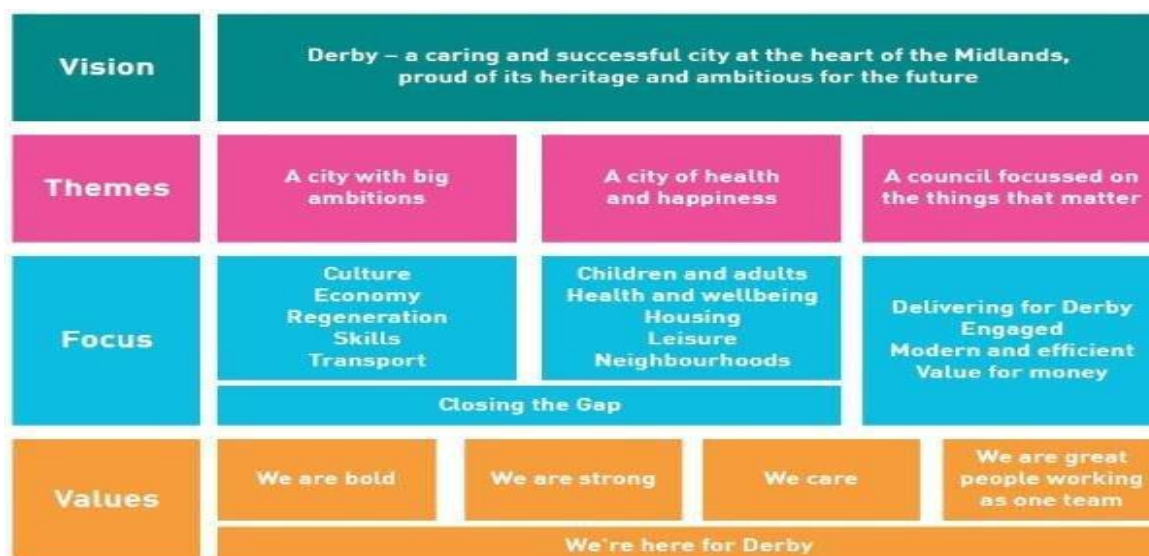 Vision
Derby – a caring and successful city at the heart of the Midlands,
proud of its heritage and ambitious for the future
Themes
A city with big
ambitions
A city of health
and happiness
A council focussed on
the things that matter
Focus
Culture
Economy
Regeneration
Skills
Transport
Children and adults
Health and wellbeing
Housing
Leisure
Neighbourhoods
Closing the Gap
Delivering for Derby
Engaged
Modern and efficient
Value for money
Values
We are bold
We are strong
We care
We are great
people working
as one team
We're here for Derby